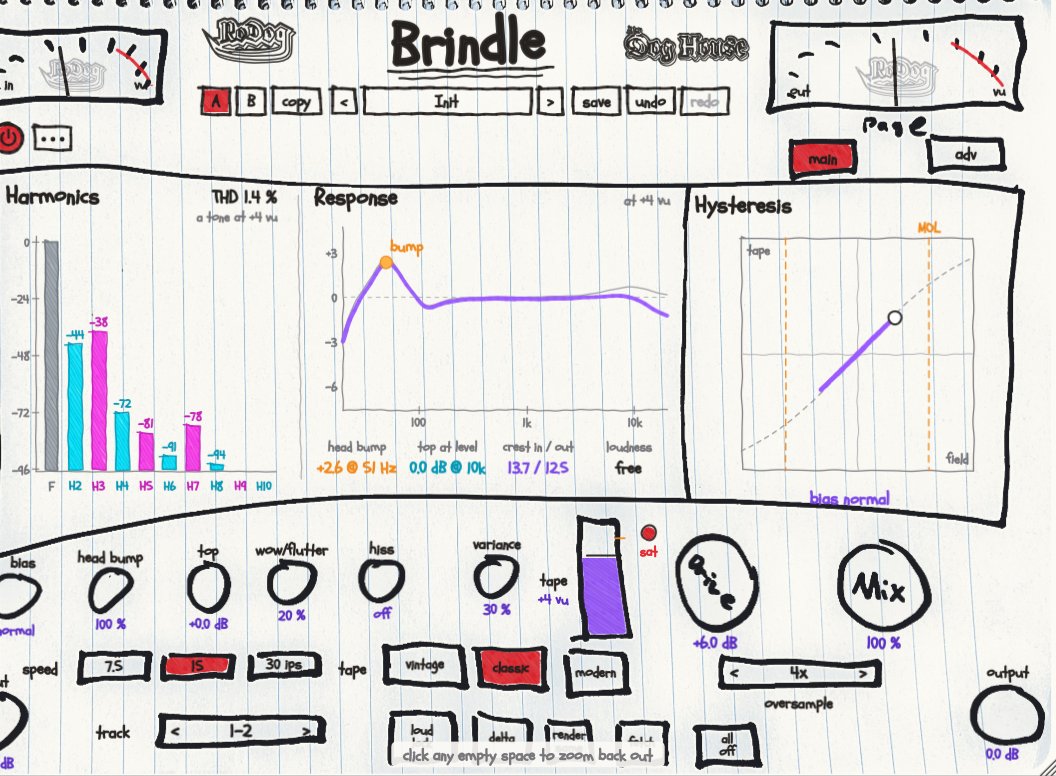 RoDog
Brindle
The Dog House
in
RoDog
vu
A
B
copy
<
Init
>
save
undo
redo
out
RoDog
vu
page
main
adv
Harmonics
THD 1.4 %
a tone at +4 vu
0
-24
-48
-72
-96
-44
-38
-72
-81
-91
-78
-94
F H2 H3 H4 H5 H6 H7 H8 H9 H10
Response
at +4 vu
bump
+3
0
-3
-6
100
1k
10k
head bump
top at level
crest in / out
loudness
+2.6 @ 51 Hz
0.0 dB @ 10k
13.7 / 12.5
free
Hysteresis
MOL
tape
field
bias normal
bias
head bump
100 %
top
+0.0 dB
wow/flutter
20 %
hiss
off
variance
30 %
tape
+4 vu
sat
Drive
+6.0 dB
Mix
100 %
speed
7.5
15
30 ips
tape
vintage
classic
modern
< 4x >
oversample
output
0.0 dB
dB
track
< 1-2 >
loud
delta
render
all
off
click any empty space to zoom back out